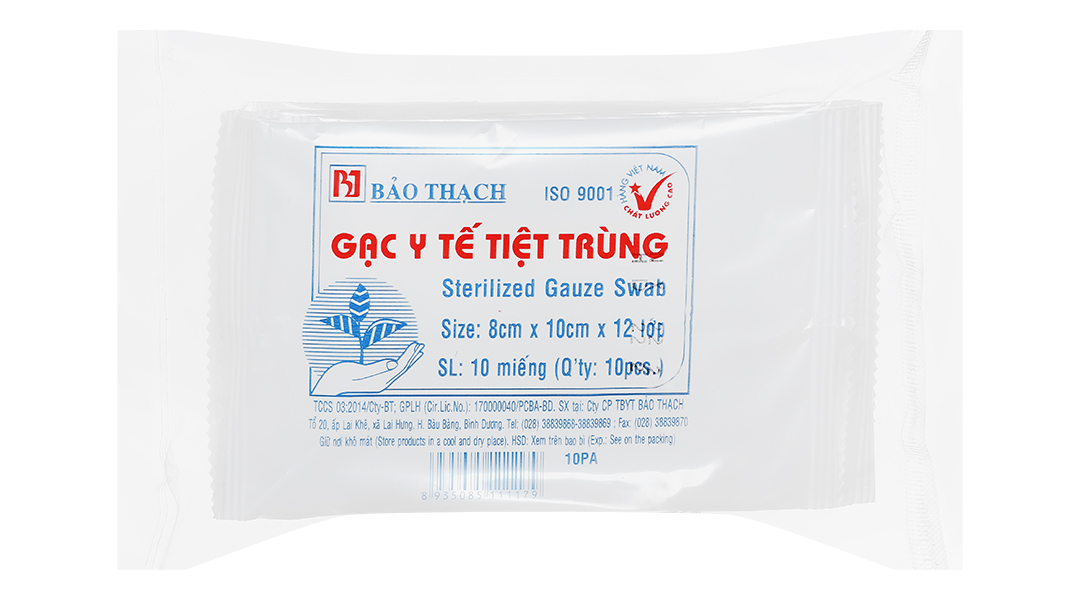 BẢO THẠCH
ISO 9001
HÀNG VIỆT NAM
CHẤT LƯỢNG CAO
GẠC Y TẾ TIỆT TRÙNG
Sterilized Gauze Swab
Size: 8cm x 10cm x 12 lớp
SL: 10 miếng (Q'ty: 10pcs.)
TCCS 03:2014/Cty-BT; GPLH (Cir.Lic.No.): 170000040/PCBA-BD. SX tại: Cty CP TBYT BẢO THẠCH
Tổ 20, ấp Lai Khê, xã Lai Hưng, H. Bàu Bàng, Bình Dương. Tel: (028) 38839868-38839869 ; Fax: (028) 38839870
Giữ nơi khô mát (Store products in a cool and dry place). HSD: Xem trên bao bì (Exp.: See on the packing)
10PA
8 935085 111179